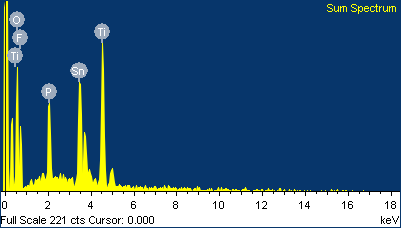 Sum Spectrum
O
F
Ti
P
Sn
Ti
0 2 4 6 8 10 12 14 16 18
Full Scale 221 cts Cursor: 0.000 keV